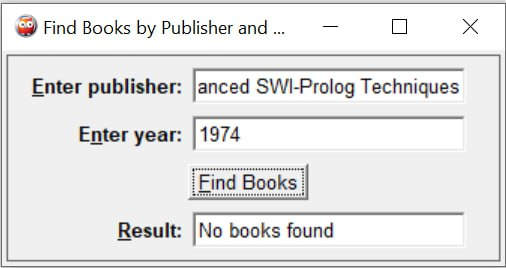 Find Books by Publisher and ...
Enter publisher: anced SWI-Prolog Techniques
Enter year: 1974
Find Books
Result: No books found